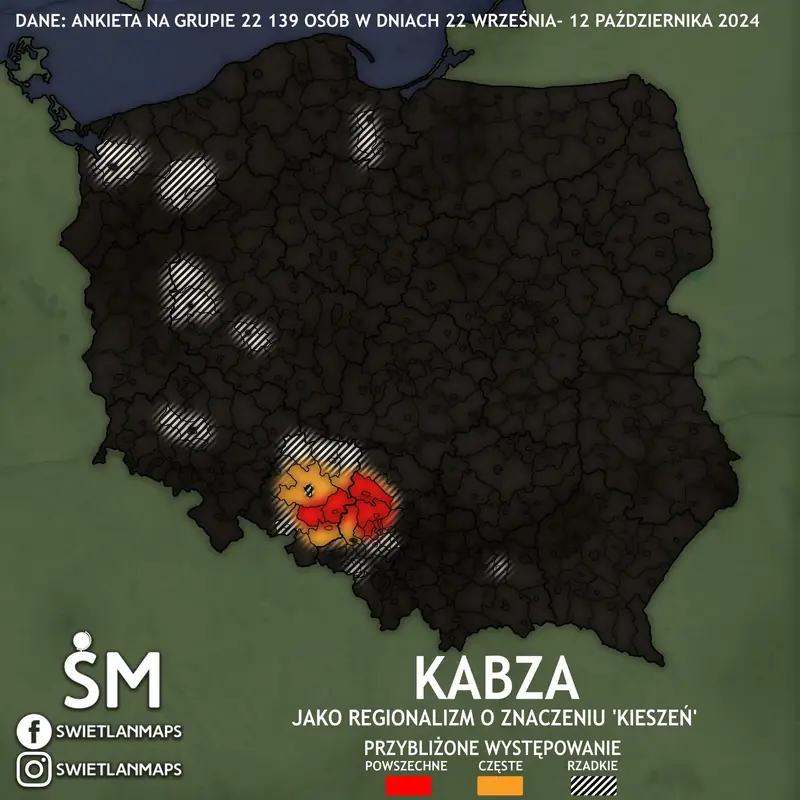 DANE: ANKIETA NA GRUPIE 22 139 OSÓB W DNIACH 22 WRZEŚNIA- 12 PAŹDZIERNIKA 2024
ŚM
SWIETLANMAPS
SWIETLANMAPS
KABZA
JAKO REGIONALIZM O ZNACZENIU 'KIESZEŃ'
PRZYBLIŻONE WYSTĘPOWANIE
POWSZECHNE CZĘSTE RZADKIE